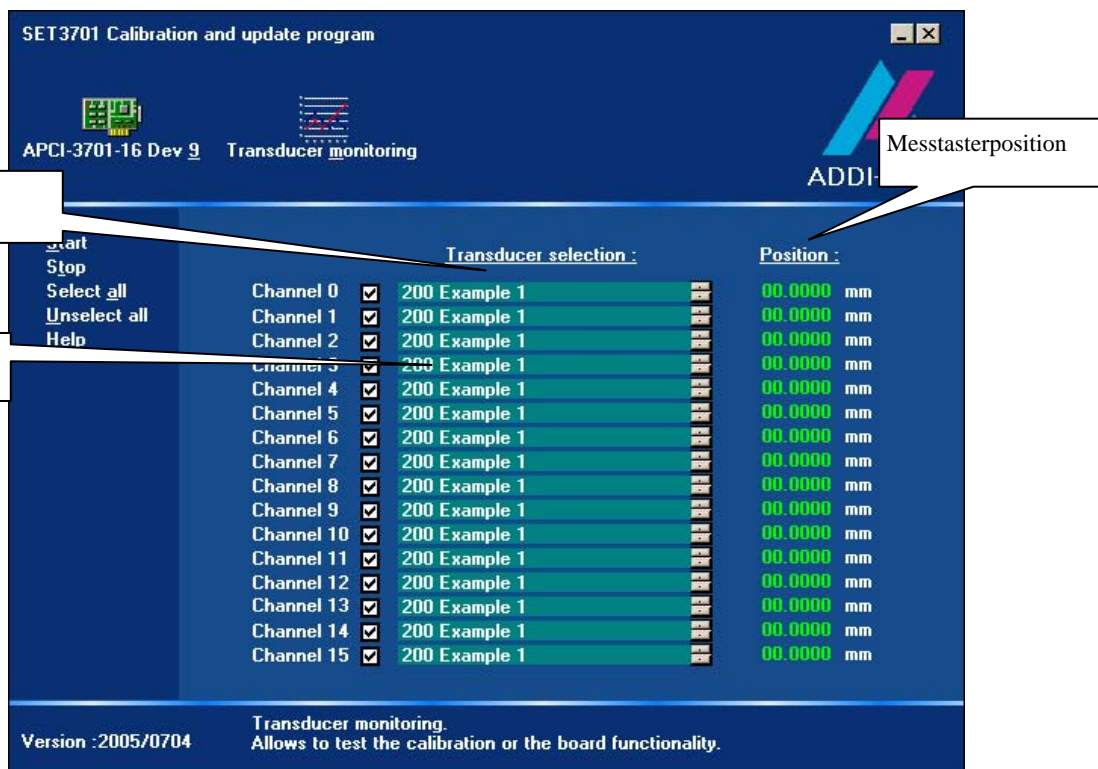 SET3701 Calibration and update program
APCI-3701-16 Dev 9 Transducer monitoring
Messtasterposition
ADDI-
Start
Stop
Select all
Unselect all
Help
Transducer selection : Position :
Channel 0 200 Example 1 00.0000 mm
Channel 1 200 Example 1 00.0000 mm
Channel 2 200 Example 1 00.0000 mm
Channel 3 200 Example 1 00.0000 mm
Channel 4 200 Example 1 00.0000 mm
Channel 5 200 Example 1 00.0000 mm
Channel 6 200 Example 1 00.0000 mm
Channel 7 200 Example 1 00.0000 mm
Channel 8 200 Example 1 00.0000 mm
Channel 9 200 Example 1 00.0000 mm
Channel 10 200 Example 1 00.0000 mm
Channel 11 200 Example 1 00.0000 mm
Channel 12 200 Example 1 00.0000 mm
Channel 13 200 Example 1 00.0000 mm
Channel 14 200 Example 1 00.0000 mm
Channel 15 200 Example 1 00.0000 mm
Version :2005/0704
Transducer monitoring.
Allows to test the calibration or the board functionality.